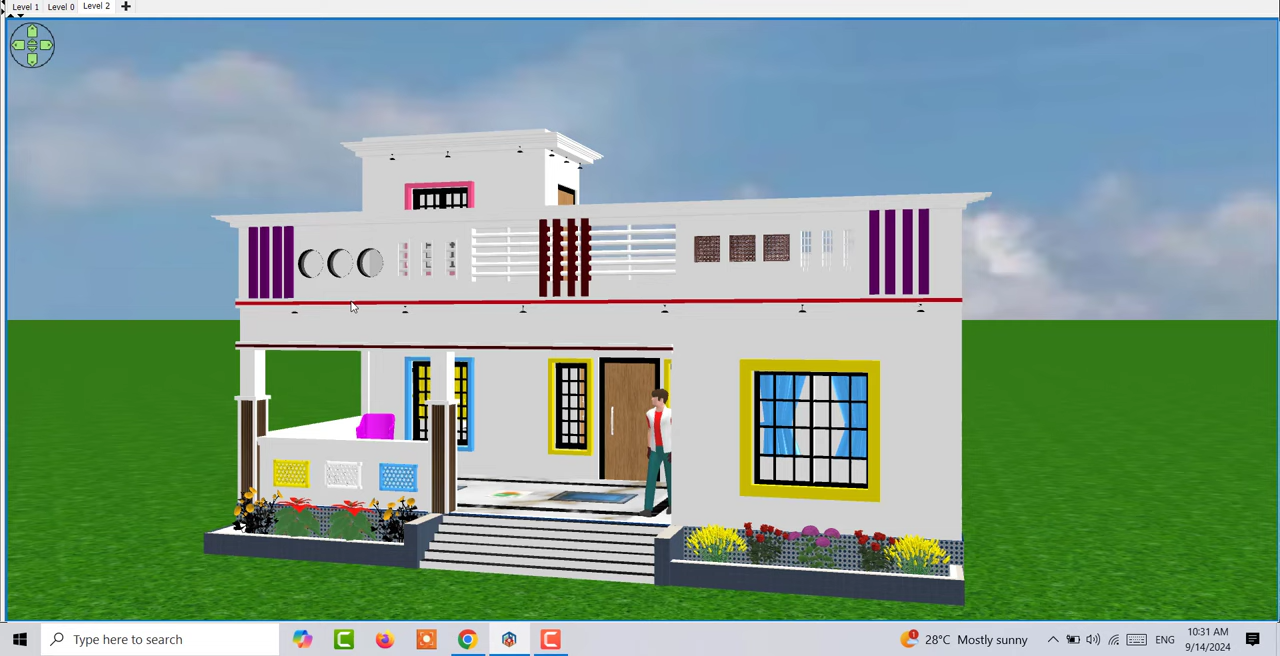 Level 1 Level 0 Level 2
Type here to search
28°C Mostly sunny
ENG
10:31 AM
9/14/2024